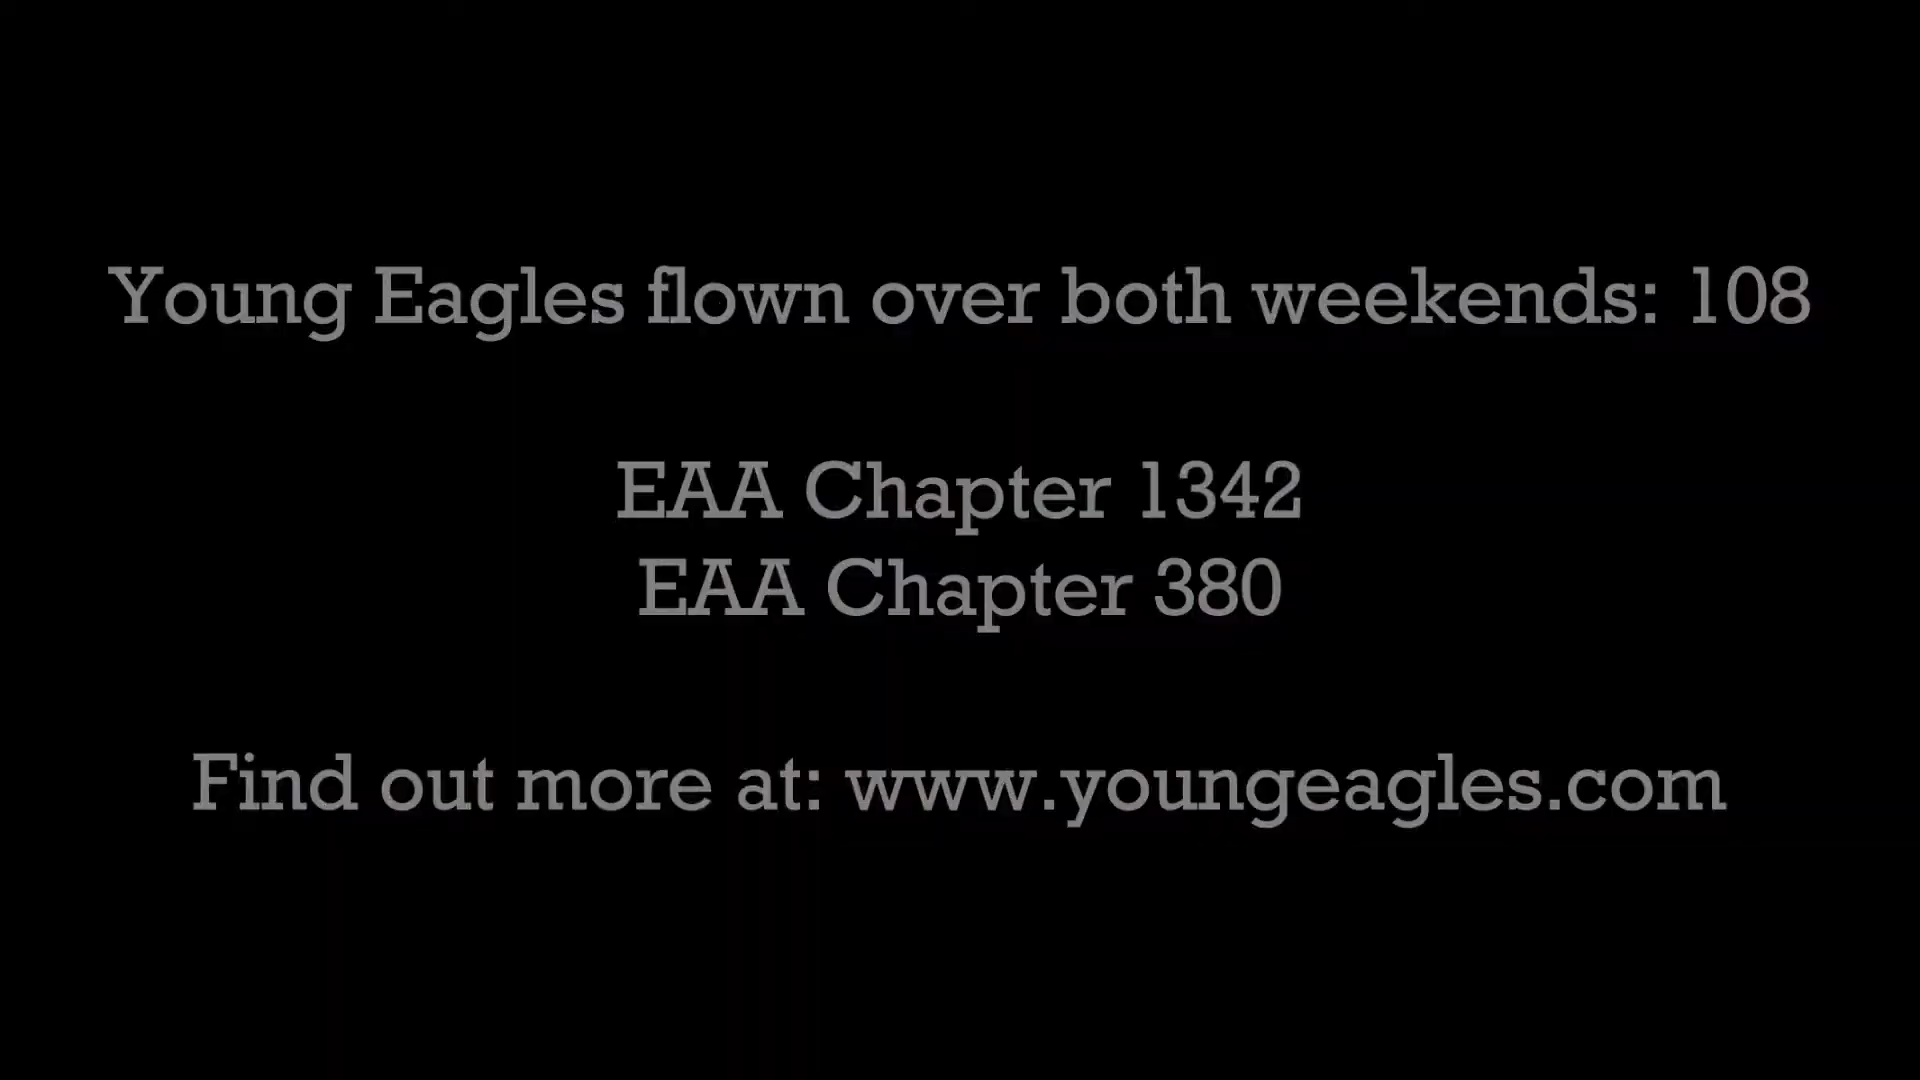 Young Eagles flown over both weekends: 108
EAA Chapter 1342
EAA Chapter 380
Find out more at: www.youngeagles.com